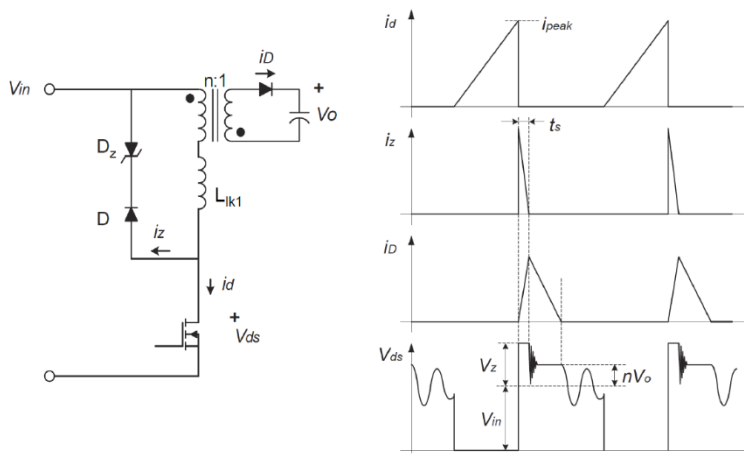 n:1
iD
Vin
+
Vo
Dz
Llk1
D
iz
id
+
Vds
id
ipeak
ts
iz
iD
Vds
Vz
nVo
Vin